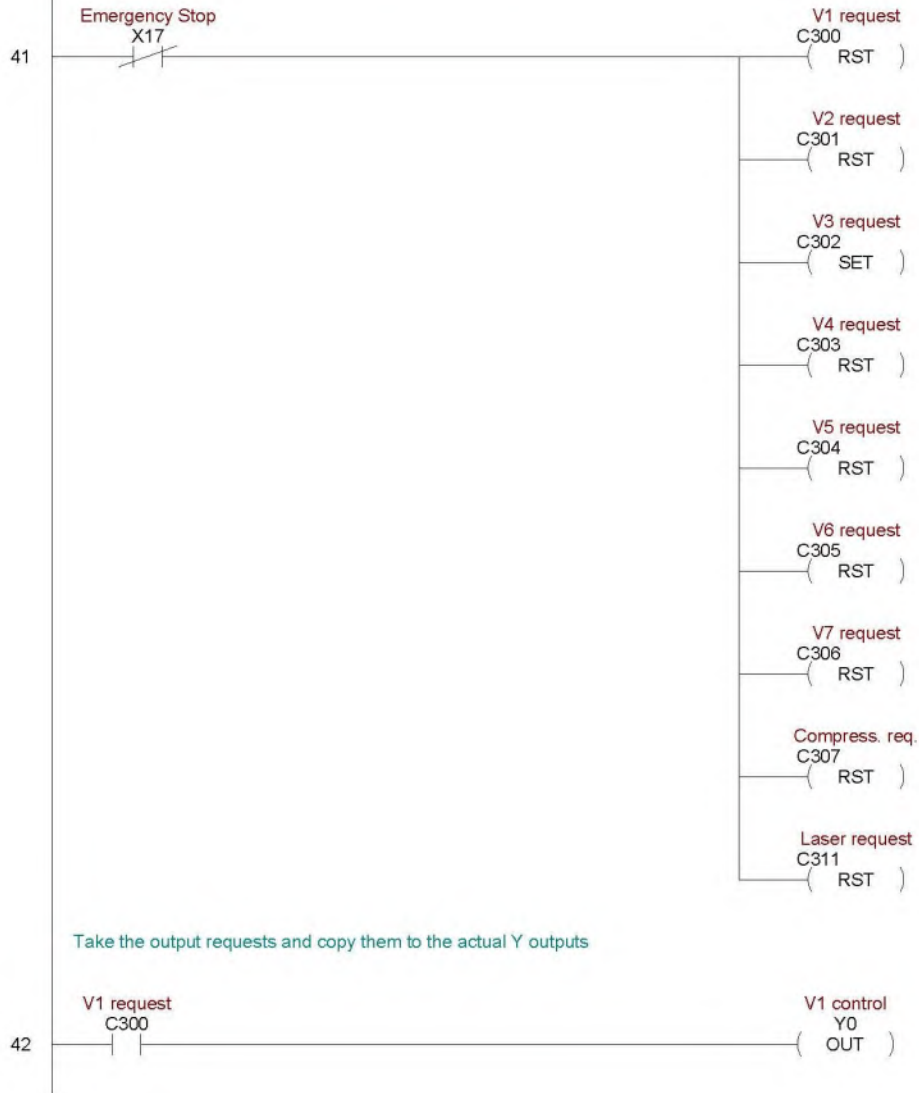 Emergency Stop
X17
41
V1 request
C300
RST
V2 request
C301
RST
V3 request
C302
SET
V4 request
C303
RST
V5 request
C304
RST
V6 request
C305
RST
V7 request
C306
RST
Compress. req.
C307
RST
Laser request
C311
RST
Take the output requests and copy them to the actual Y outputs
V1 request
C300
42
V1 control
Y0
OUT